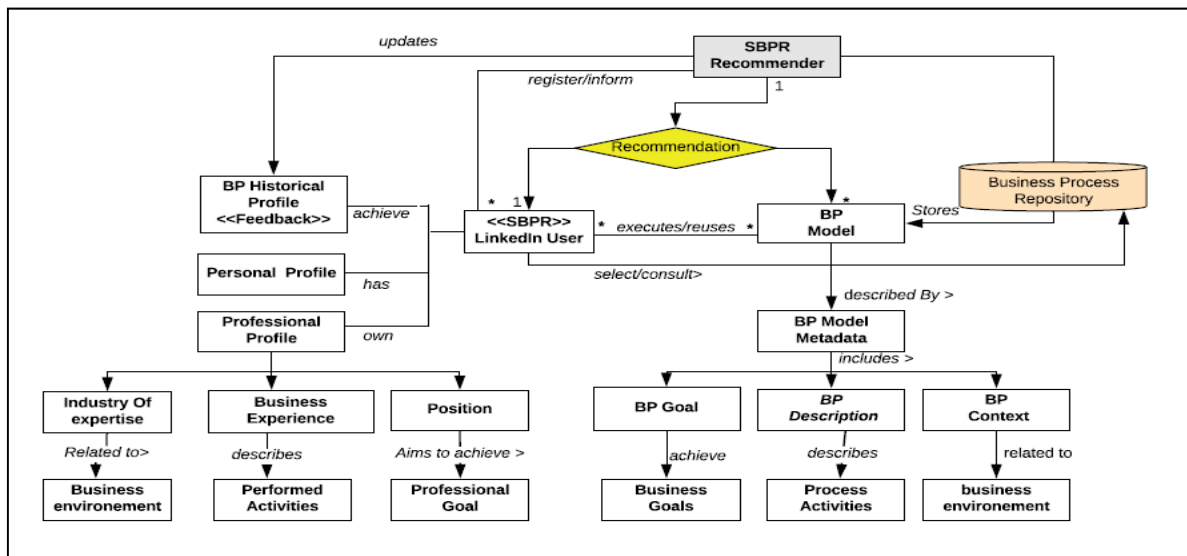 updates
SBPR
Recommender
register/inform
1
Recommendation
BP Historical
Profile
<<Feedback>>
achieve
Business Process
Repository
*
1
*
Stores
<<SBPR>>
LinkedIn User
*
executes/reuses
*
BP
Model
select/consult>
Personal Profile
has
described By >
Professional
Profile
own
BP Model
Metadata
includes >
Industry Of
expertise
Business
Experience
Position
BP Goal
BP
Description
BP
Context
Related to>
describes
Aims to achieve >
achieve
describes
related to
Business
environement
Performed
Activities
Professional
Goal
Business
Goals
Process
Activities
business
environement